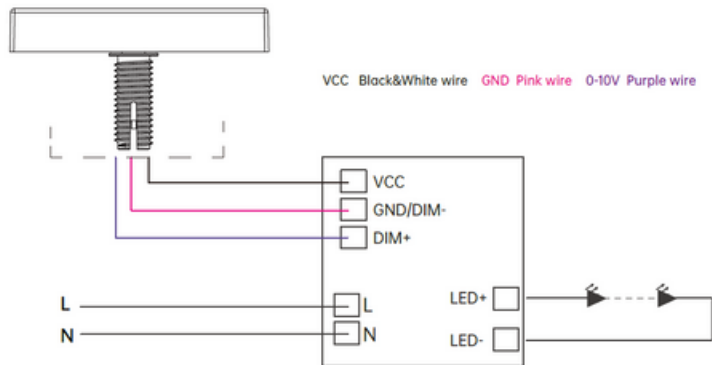 VCC Black&White wire GND Pink wire 0-10V Purple wire
VCC
GND/DIM-
DIM+
L
L
N
N
LED+
LED-